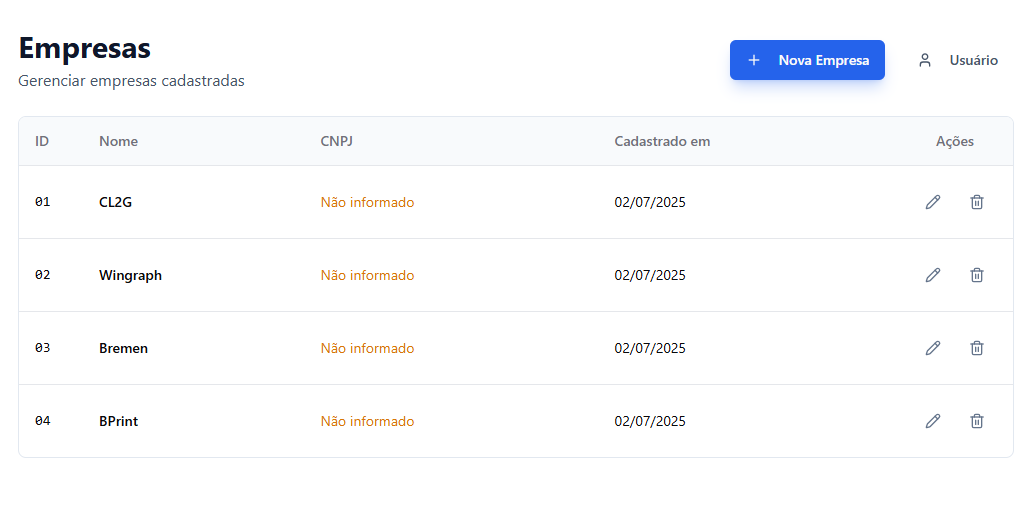 Empresas
Gerenciar empresas cadastradas
Nova Empresa
Usuário
ID Nome CNPJ Cadastrado em Ações
01 CL2G Não informado 02/07/2025
02 Wingraph Não informado 02/07/2025
03 Bremen Não informado 02/07/2025
04 BPrint Não informado 02/07/2025